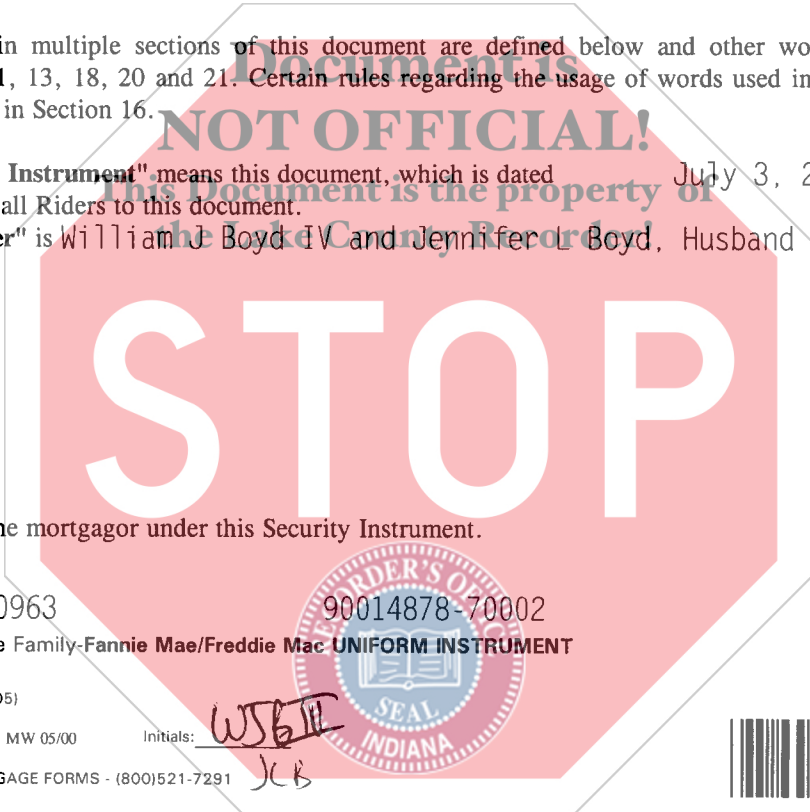 in multiple sections of this document are defined below and other wo
1, 13, 18, 20 and 21. Certain rules regarding the usage of words used in
in Section 16.
Document is
NOT OFFICIAL!
This Document is the property of
the Lake County Recorder!
Instrument" means this document, which is dated July 3, 2
all Riders to this document.
er" is William J Boyd IV and Jennifer L Boyd, Husband
STOP
he mortgagor under this Security Instrument.
0963 90014878-70002
e Family-Fannie Mae/Freddie Mac UNIFORM INSTRUMENT
05)
MW 05/00 Initials: WJB IV
GAGE FORMS - (800)521-7291 JLB
RECORDER'S OFFICE
SEAL
INDIANA